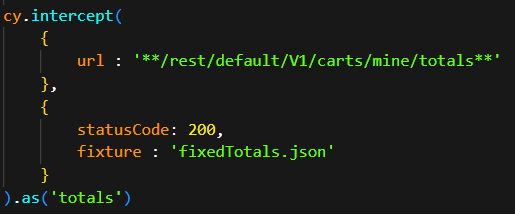 cy.intercept(
    {
        url : '**/rest/default/V1/carts/mine/totals**'
    },
    {
        statusCode: 200,
        fixture : 'fixedTotals.json'
    }
).as('totals')